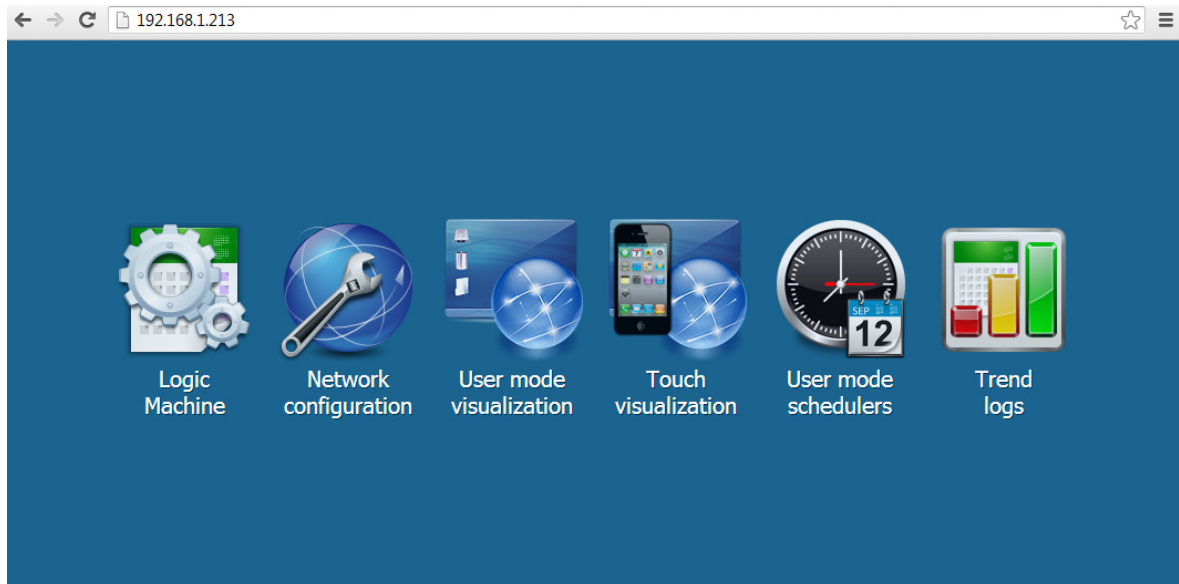 192.168.1.213
Logic
Machine
Network
configuration
User mode
visualization
Touch
visualization
SEP
12
User mode
schedulers
Trend
logs